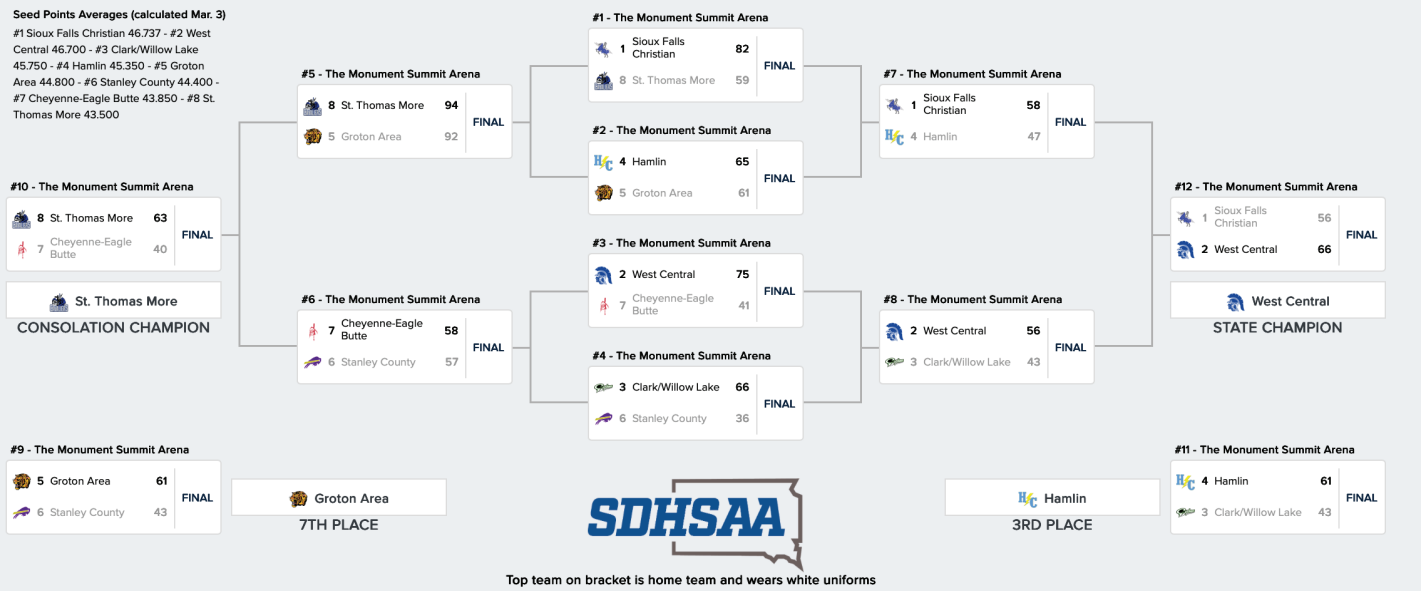 Seed Points Averages (calculated Mar. 3)
#1 Sioux Falls Christian 46.737 - #2 West
Central 46.700 - #3 Clark/Willow Lake
45.750 - #4 Hamlin 45.350 - #5 Groton
Area 44.800 - #6 Stanley County 44.400 -
#7 Cheyenne-Eagle Butte 43.850 - #8 St.
Thomas More 43.500
#10 - The Monument Summit Arena
8 St. Thomas More 63
7 Cheyenne-Eagle
Butte 40
FINAL
St. Thomas More
CONSOLATION CHAMPION
#5 - The Monument Summit Arena
8 St. Thomas More 94
5 Groton Area 92
FINAL
#6 - The Monument Summit Arena
7 Cheyenne-Eagle
Butte 58
6 Stanley County 57
FINAL
#1 - The Monument Summit Arena
1 Sioux Falls
Christian 82
8 St. Thomas More 59
FINAL
#2 - The Monument Summit Arena
4 Hamlin 65
5 Groton Area 61
FINAL
#3 - The Monument Summit Arena
2 West Central 75
7 Cheyenne-Eagle
Butte 41
FINAL
#4 - The Monument Summit Arena
3 Clark/Willow Lake 66
6 Stanley County 36
FINAL
#7 - The Monument Summit Arena
1 Sioux Falls
Christian 58
4 Hamlin 47
FINAL
#8 - The Monument Summit Arena
2 West Central 56
3 Clark/Willow Lake 43
FINAL
#12 - The Monument Summit Arena
1 Sioux Falls
Christian 56
2 West Central 66
FINAL
West Central
STATE CHAMPION
#9 - The Monument Summit Arena
5 Groton Area 61
6 Stanley County 43
FINAL
Groton Area
7TH PLACE
SDHSAA
Hamlin
3RD PLACE
#11 - The Monument Summit Arena
4 Hamlin 61
3 Clark/Willow Lake 43
FINAL
Top team on bracket is home team and wears white uniforms